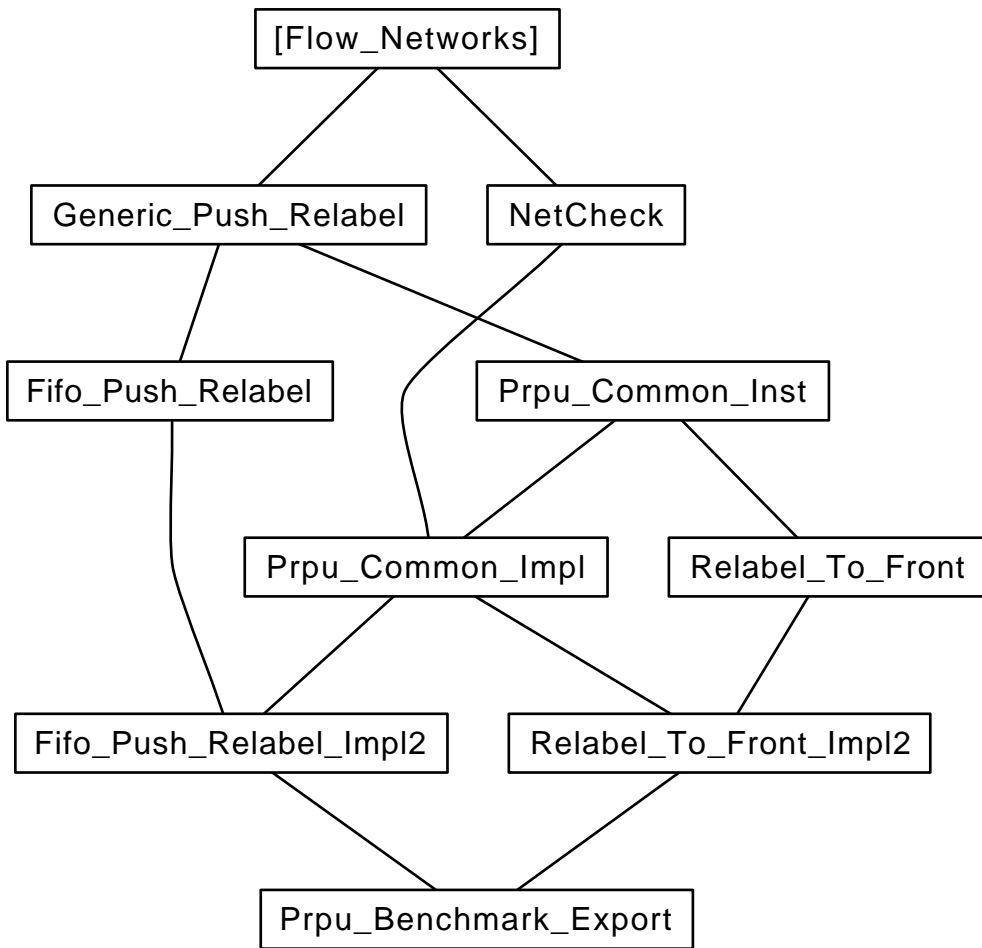 [Flow_Networks]
Generic_Push_Relabel
NetCheck
Fifo_Push_Relabel
Prpu_Common_Inst
Prpu_Common_Impl
Relabel_To_Front
Fifo_Push_Relabel_Impl2
Relabel_To_Front_Impl2
Prpu_Benchmark_Export